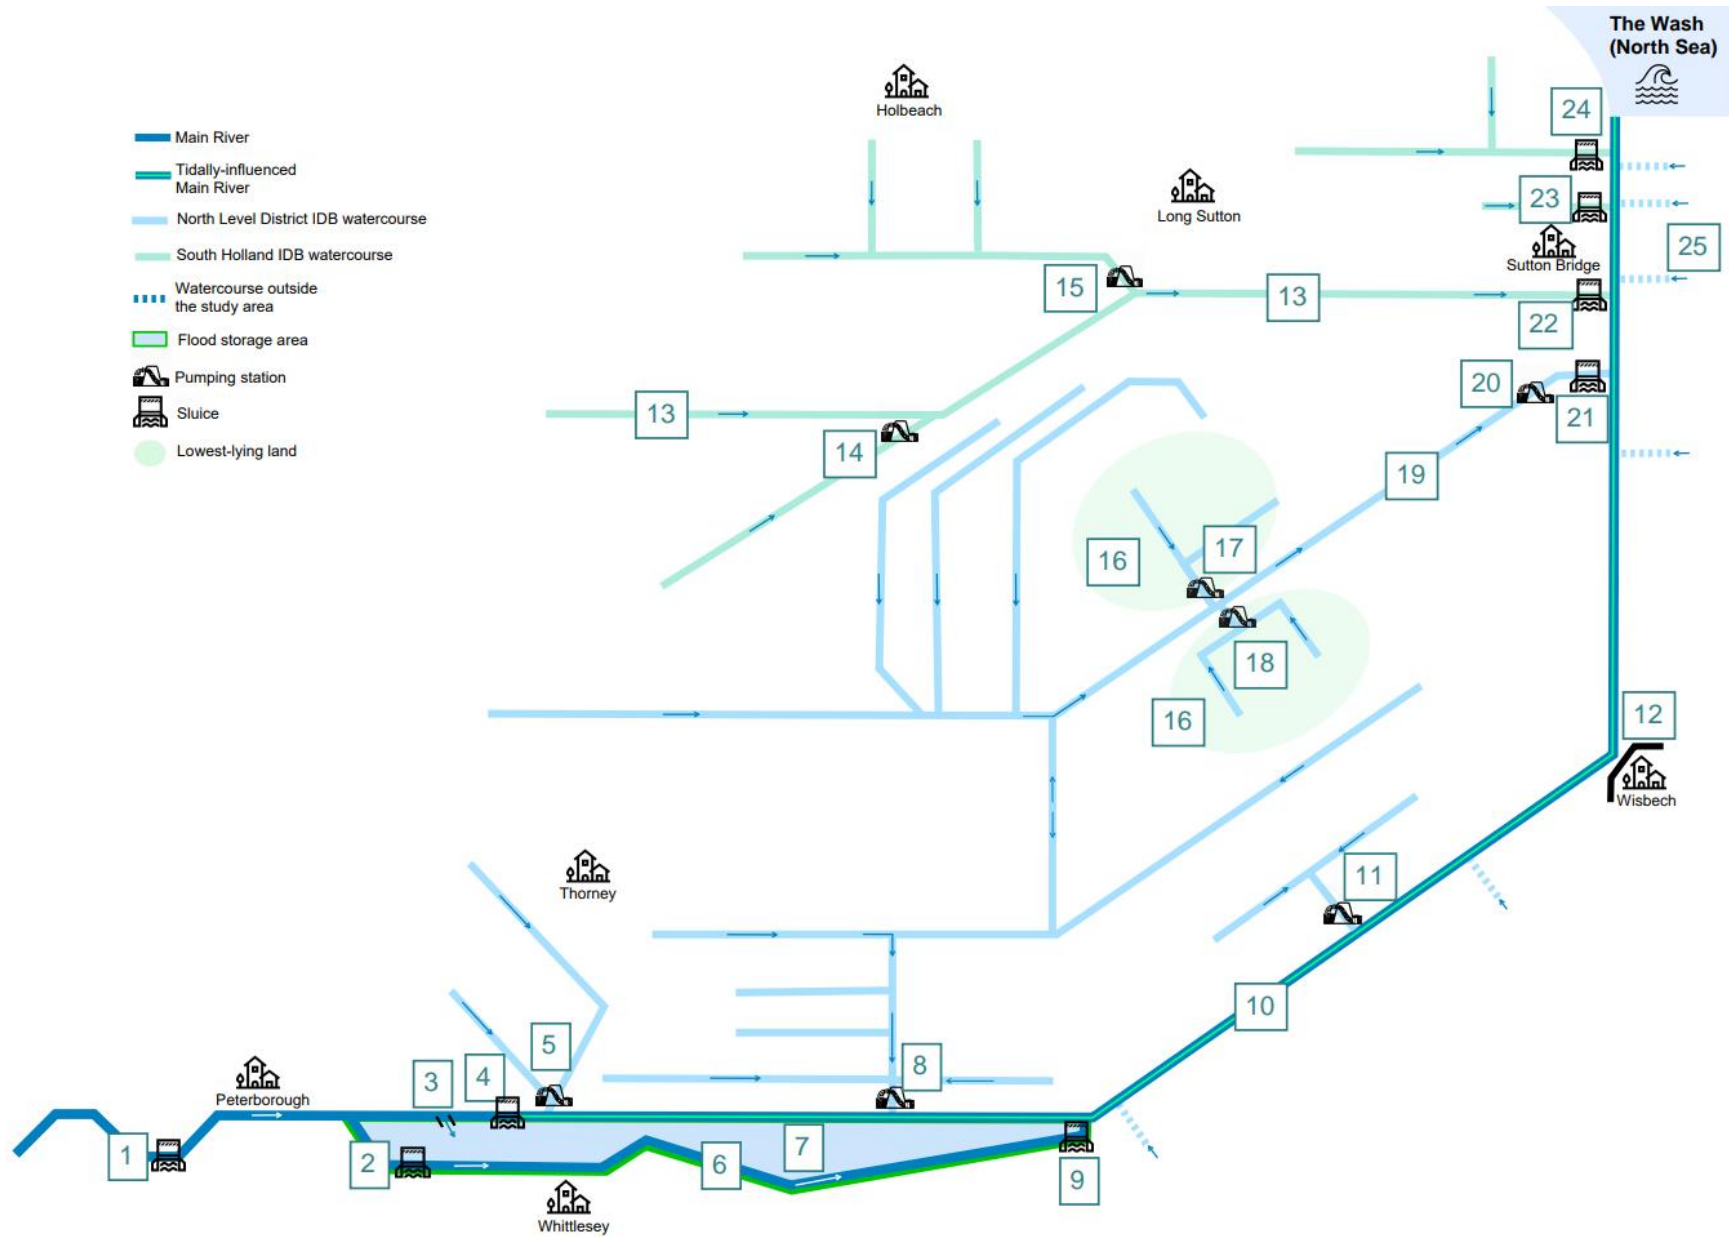 The Wash
(North Sea)
Holbeach
24
Main River
Tidally-influenced
Main River
Long Sutton
23
North Level District IDB watercourse
South Holland IDB watercourse
Sutton Bridge
25
Watercourse outside
the study area
15
13
22
Flood storage area
Pumping station
20
Sluice
13
21
14
Lowest-lying land
19
16
17
18
16
12
Wisbech
Thorney
11
10
5
8
3
4
Peterborough
1
2
6
7
9
Whittlesey